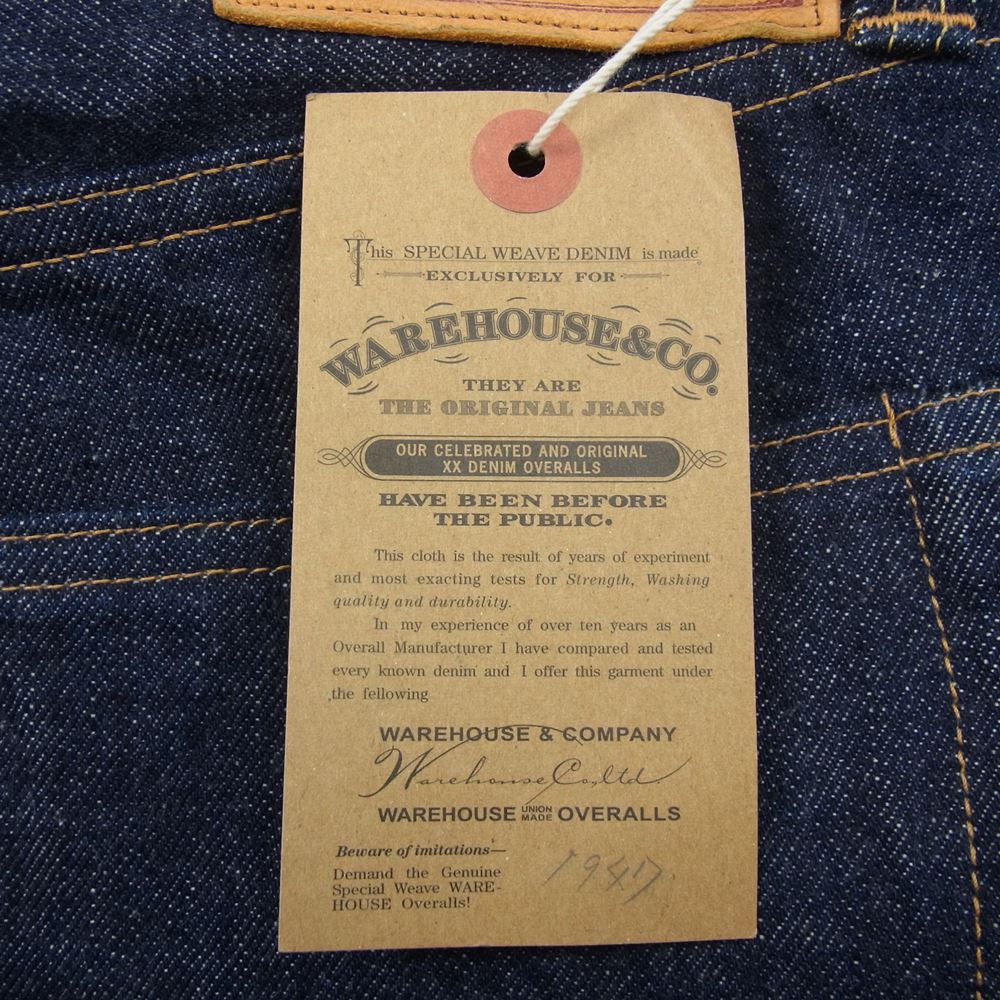 This SPECIAL WEAVE DENIM is made
EXCLUSIVELY FOR
WAREHOUSE&CO.
THEY ARE
THE ORIGINAL JEANS
OUR CELEBRATED AND ORIGINAL
XX DENIM OVERALLS
HAVE BEEN BEFORE
THE PUBLIC.
This cloth is the result of years of experiment
and most exacting tests for Strength, Washing
quality and durability.
In my experience of over ten years as an
Overall Manufacturer I have compared and tested
every known denim and I offer this garment under
the fellowing
WAREHOUSE & COMPANY
Warehouse Co,.ltd
WAREHOUSE UNION MADE OVERALLS
Beware of imitations—
Demand the Genuine
Special Weave WARE-
HOUSE Overalls!
1947